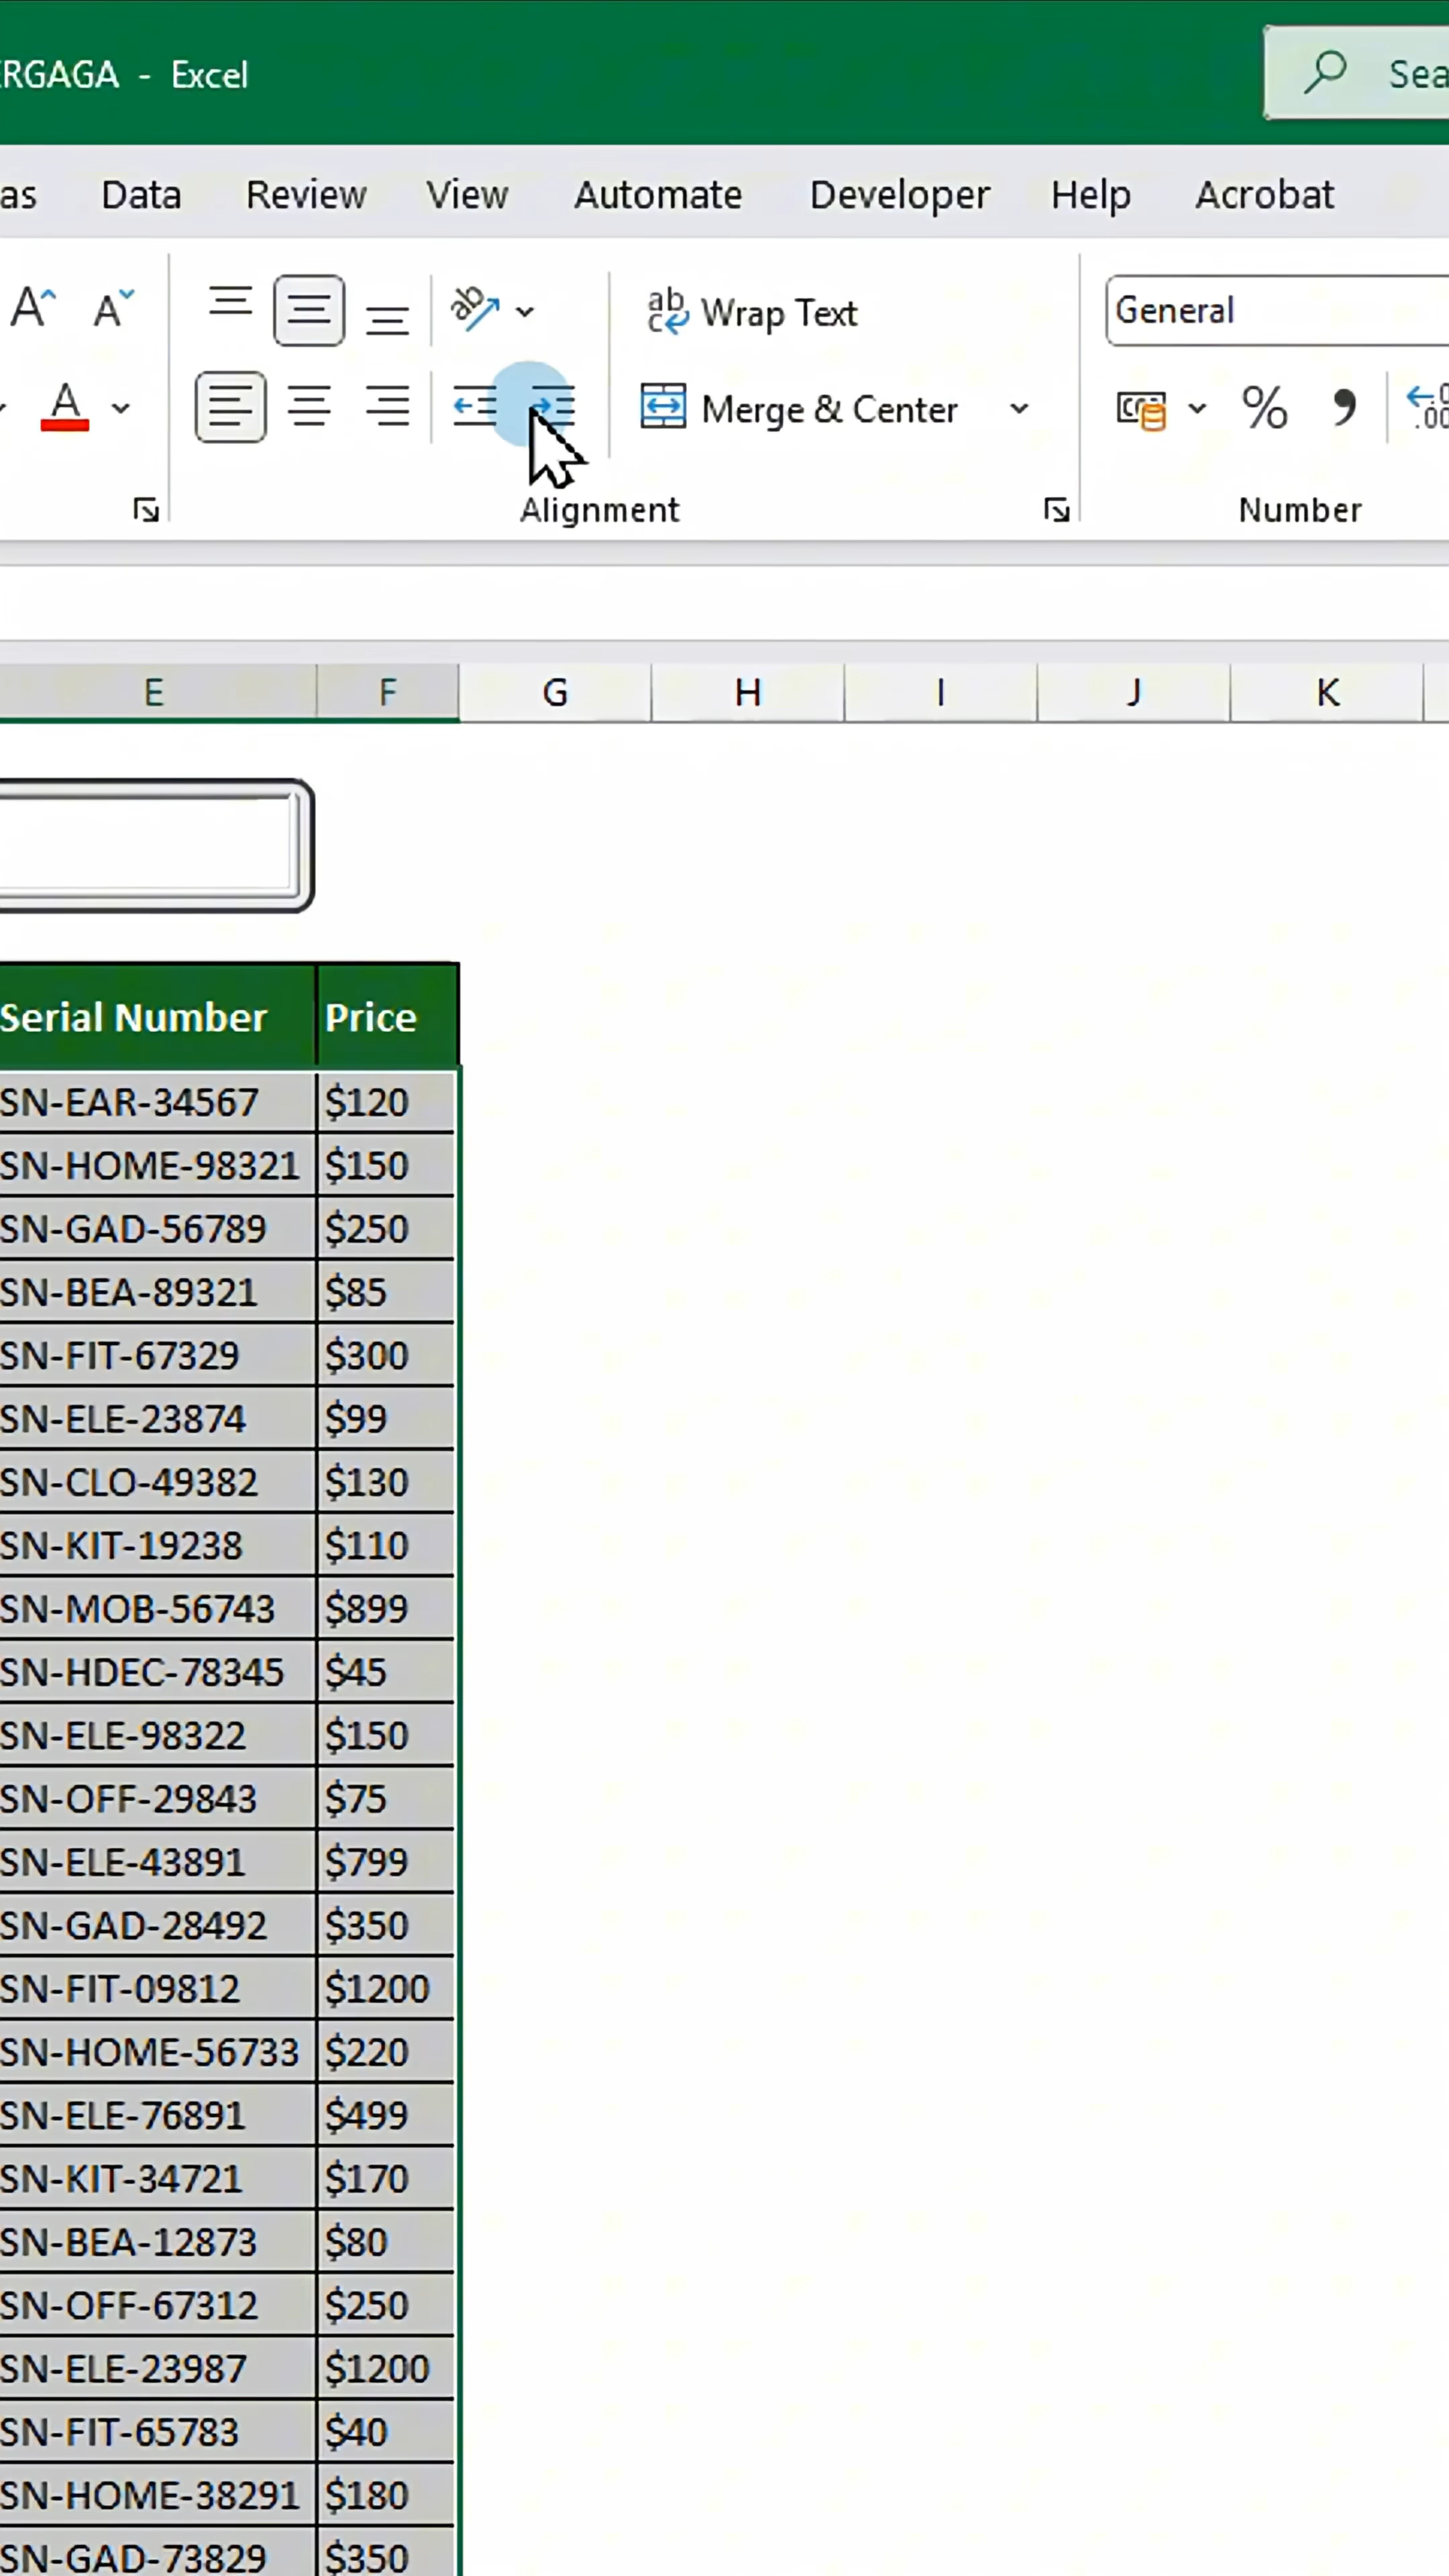 ERGAGA - Excel
Sea
as Data Review View Automate Developer Help Acrobat
A A ab Wrap Text General
A Merge & Center % ,
Alignment Number
E F G H I J K
Serial Number Price
SN-EAR-34567 $120
SN-HOME-98321 $150
SN-GAD-56789 $250
SN-BEA-89321 $85
SN-FIT-67329 $300
SN-ELE-23874 $99
SN-CLO-49382 $130
SN-KIT-19238 $110
SN-MOB-56743 $899
SN-HDEC-78345 $45
SN-ELE-98322 $150
SN-OFF-29843 $75
SN-ELE-43891 $799
SN-GAD-28492 $350
SN-FIT-09812 $1200
SN-HOME-56733 $220
SN-ELE-76891 $499
SN-KIT-34721 $170
SN-BEA-12873 $80
SN-OFF-67312 $250
SN-ELE-23987 $1200
SN-FIT-65783 $40
SN-HOME-38291 $180
SN-GAD-73829 $350